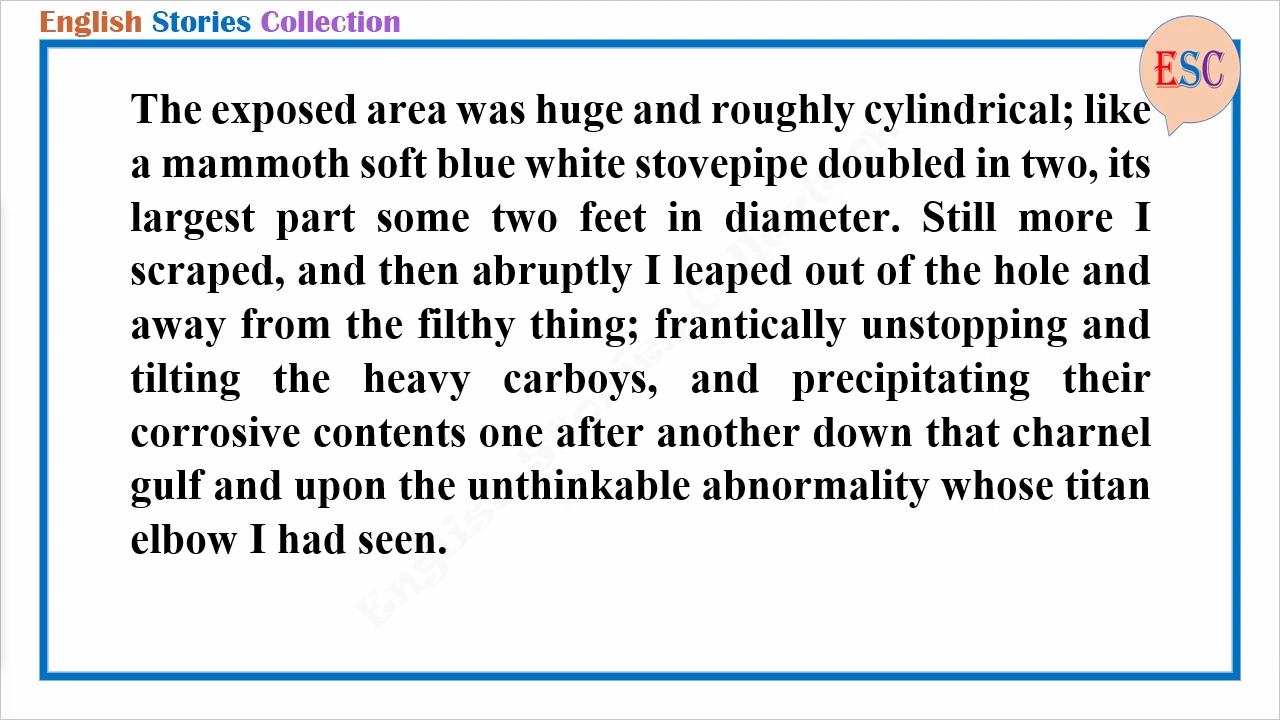 English Stories Collection
ESC
The exposed area was huge and roughly cylindrical; like
a mammoth soft blue white stovepipe doubled in two, its
largest part some two feet in diameter. Still more I
scraped, and then abruptly I leaped out of the hole and
away from the filthy thing; frantically unstopping and
tilting the heavy carboys, and precipitating their
corrosive contents one after another down that charnel
gulf and upon the unthinkable abnormality whose titan
elbow I had seen.
English Stories Collection